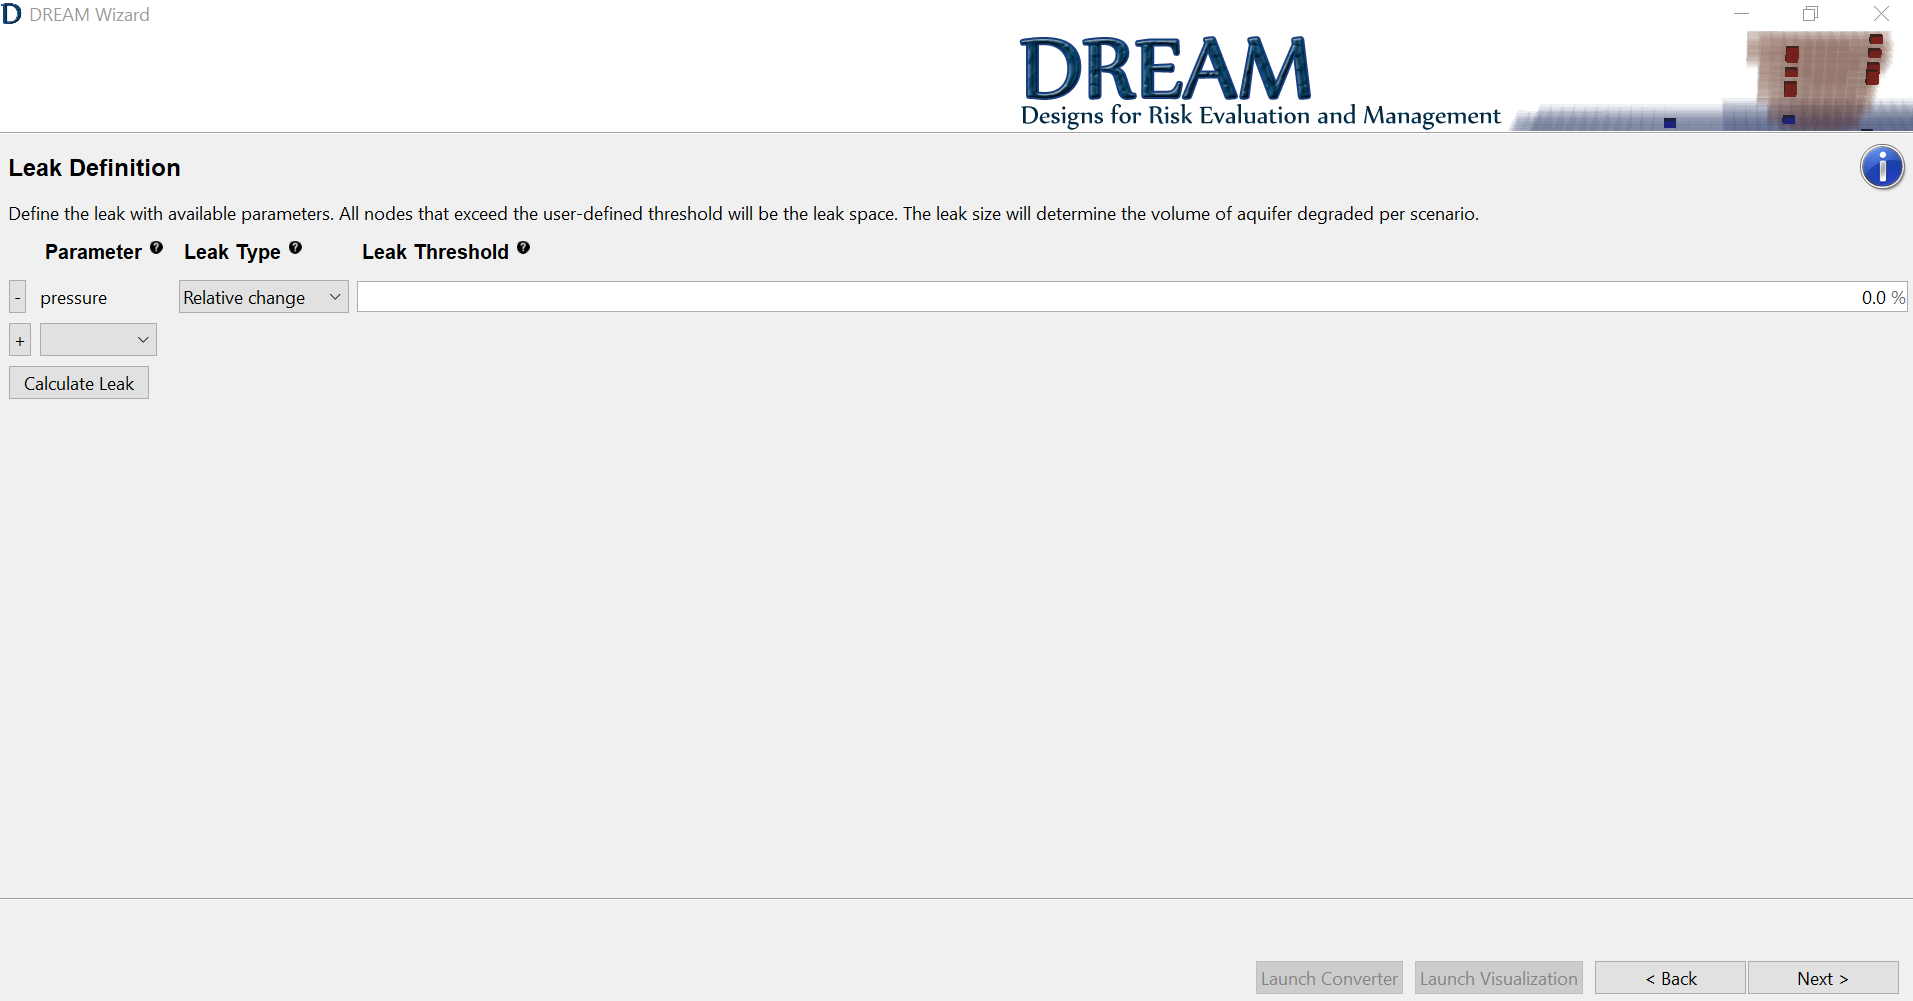 D DREAM Wizard
DREAM
Designs for Risk Evaluation and Management
Leak Definition
i
Define the leak with available parameters. All nodes that exceed the user-defined threshold will be the leak space. The leak size will determine the volume of aquifer degraded per scenario.
Parameter ? Leak Type ? Leak Threshold ?
- pressure Relative change 0.0 %
+
Calculate Leak
Launch Converter Launch Visualization < Back Next >